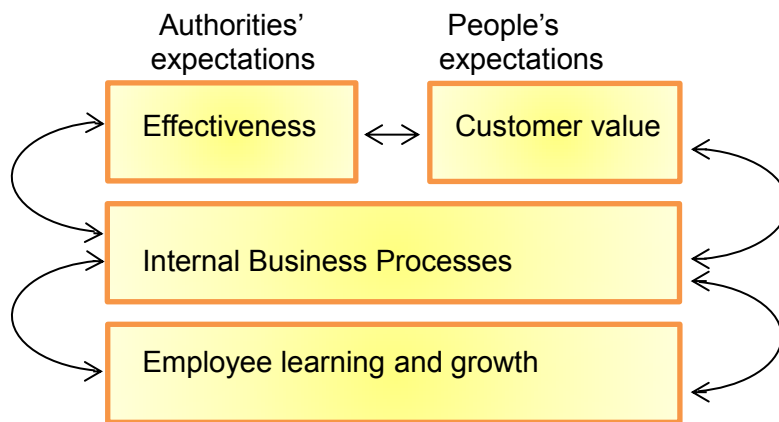 Authorities’
expectations
People’s
expectations
Effectiveness
Customer value
Internal Business Processes
Employee learning and growth